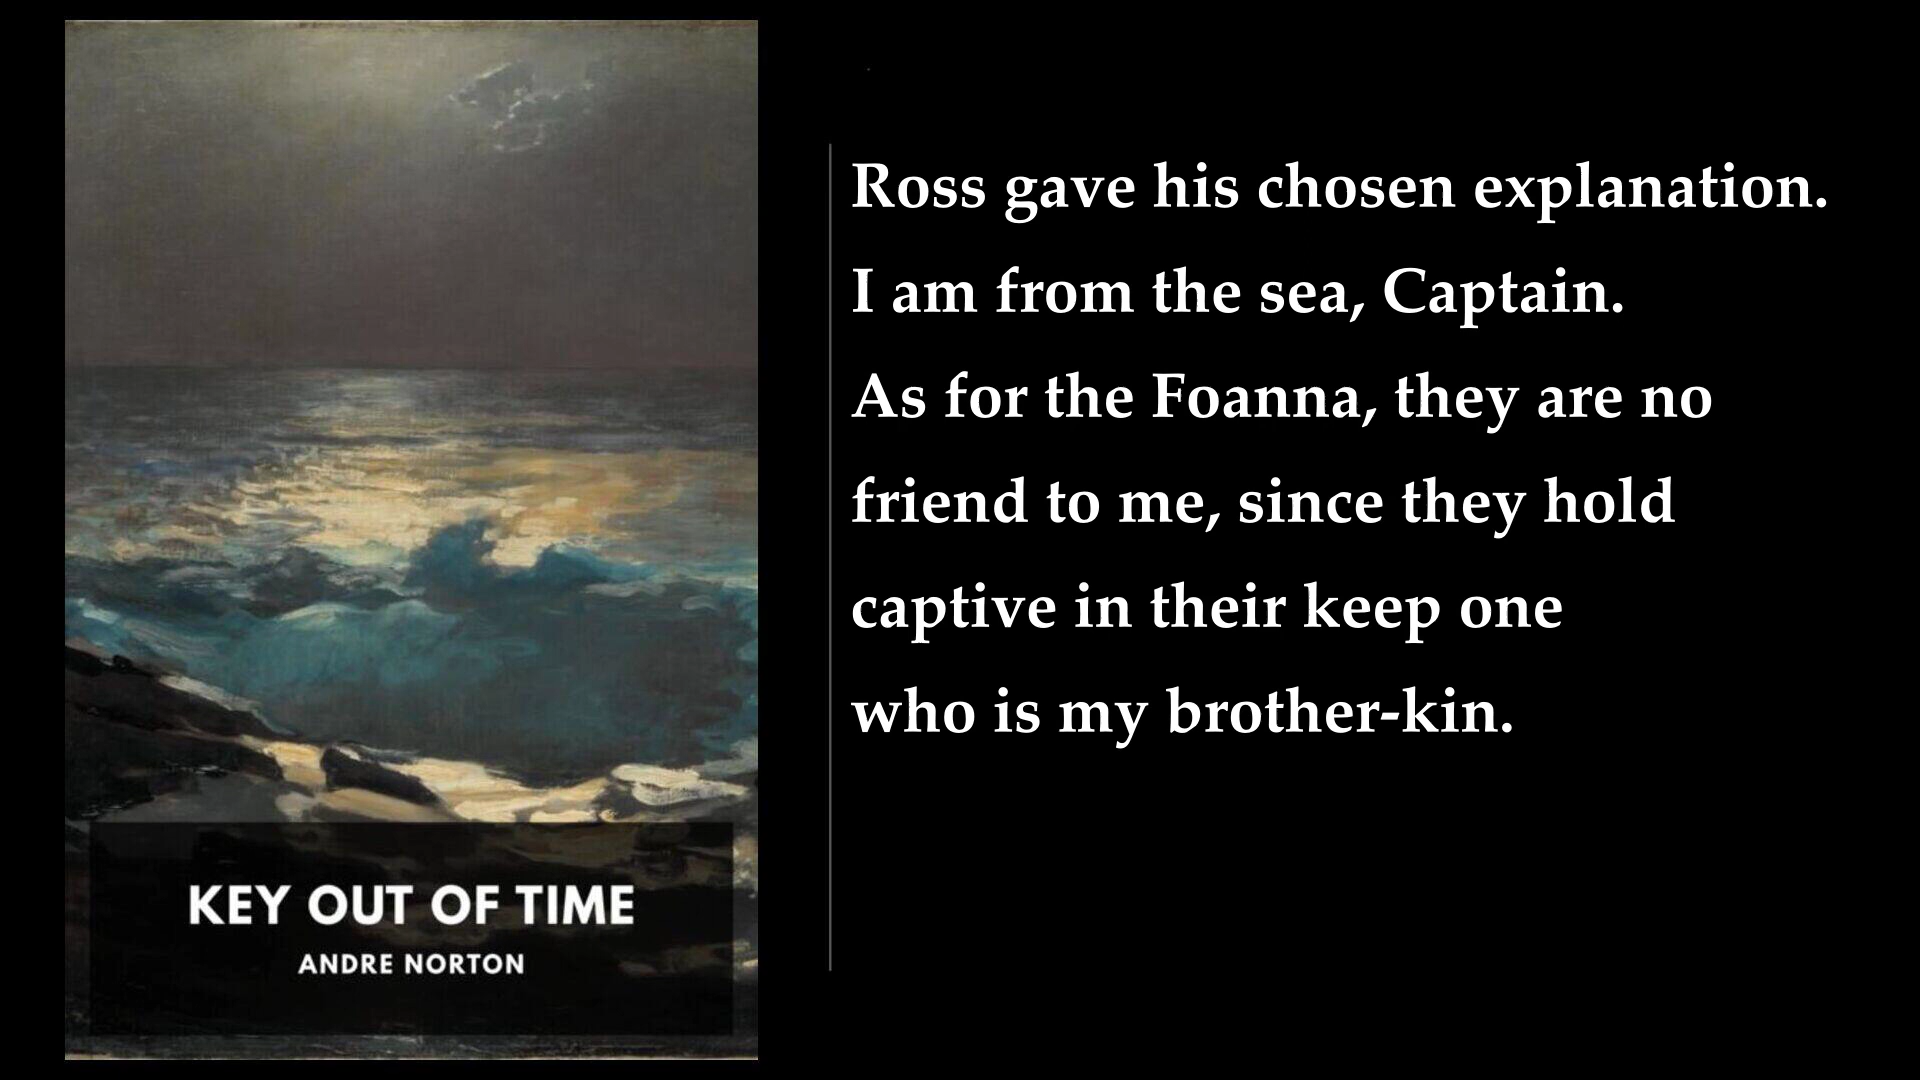 KEY OUT OF TIME
ANDRE NORTON
Ross gave his chosen explanation.
I am from the sea, Captain.
As for the Foanna, they are no
friend to me, since they hold
captive in their keep one
who is my brother-kin.